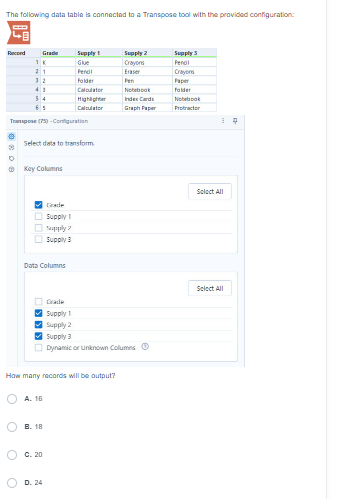 The following data table is connected to a Transpose tool with the provided configuration:
Record Grade Supply 1 Supply 2 Supply 3
1 K Glue Crayons Pencil
2 1 Pencil Eraser Crayons
3 2 Folder Pen Paper
4 3 Calculator Notebook Folder
5 4 Highlighter Index Cards Notebook
6 5 Calculator Graph Paper Protractor
Transpose (75) - Configuration
Select data to transform.
Key Columns
Select All
Grade
Supply 1
Supply 2
Supply 3
Data Columns
Select All
Grade
Supply 1
Supply 2
Supply 3
Dynamic or Unknown Columns
How many records will be output?
A. 16
B. 18
C. 20
D. 24